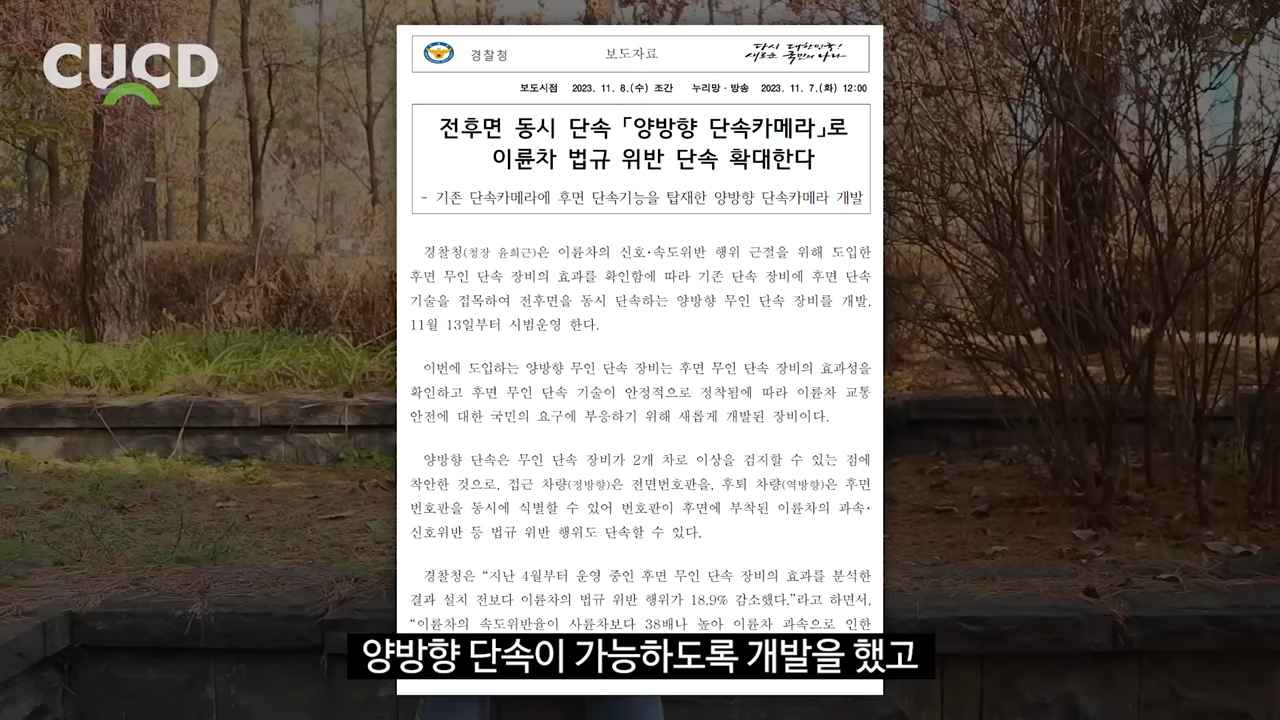 CUCD
경찰청
보도자료
다시 대한민국!
새로운 국민의 나라
보도시점 2023. 11. 8.(수) 조간 누리망·방송 2023. 11. 7.(화) 12:00
전후면 동시 단속 「양방향 단속카메라」로
이륜차 법규 위반 단속 확대한다
- 기존 단속카메라에 후면 단속기능을 탑재한 양방향 단속카메라 개발
경찰청(청장 윤희근)은 이륜차의 신호·속도위반 행위 근절을 위해 도입한
후면 무인 단속 장비의 효과를 확인함에 따라 기존 단속 장비에 후면 단속
기술을 접목하여 전후면을 동시 단속하는 양방향 무인 단속 장비를 개발,
11월 13일부터 시범운영 한다.
이번에 도입하는 양방향 무인 단속 장비는 후면 무인 단속 장비의 효과성을
확인하고 후면 무인 단속 기술이 안정적으로 정착됨에 따라 이륜차 교통
안전에 대한 국민의 요구에 부응하기 위해 새롭게 개발된 장비이다.
양방향 단속은 무인 단속 장비가 2개 차로 이상을 검지할 수 있는 점에
착안한 것으로, 접근 차량(정방향)은 전면번호판을, 후퇴 차량(역방향)은 후면
번호판을 동시에 식별할 수 있어 번호판이 후면에 부착된 이륜차의 과속·
신호위반 등 법규 위반 행위도 단속할 수 있다.
경찰청은 “지난 4월부터 운영 중인 후면 무인 단속 장비의 효과를 분석한
결과 설치 전보다 이륜차의 법규 위반 행위가 18.9% 감소했다.”라고 하면서,
“이륜차의 속도위반율이 사륜차보다 38배나 높아 이륜차 과속으로 인한
양방향 단속이 가능하도록 개발을 했고